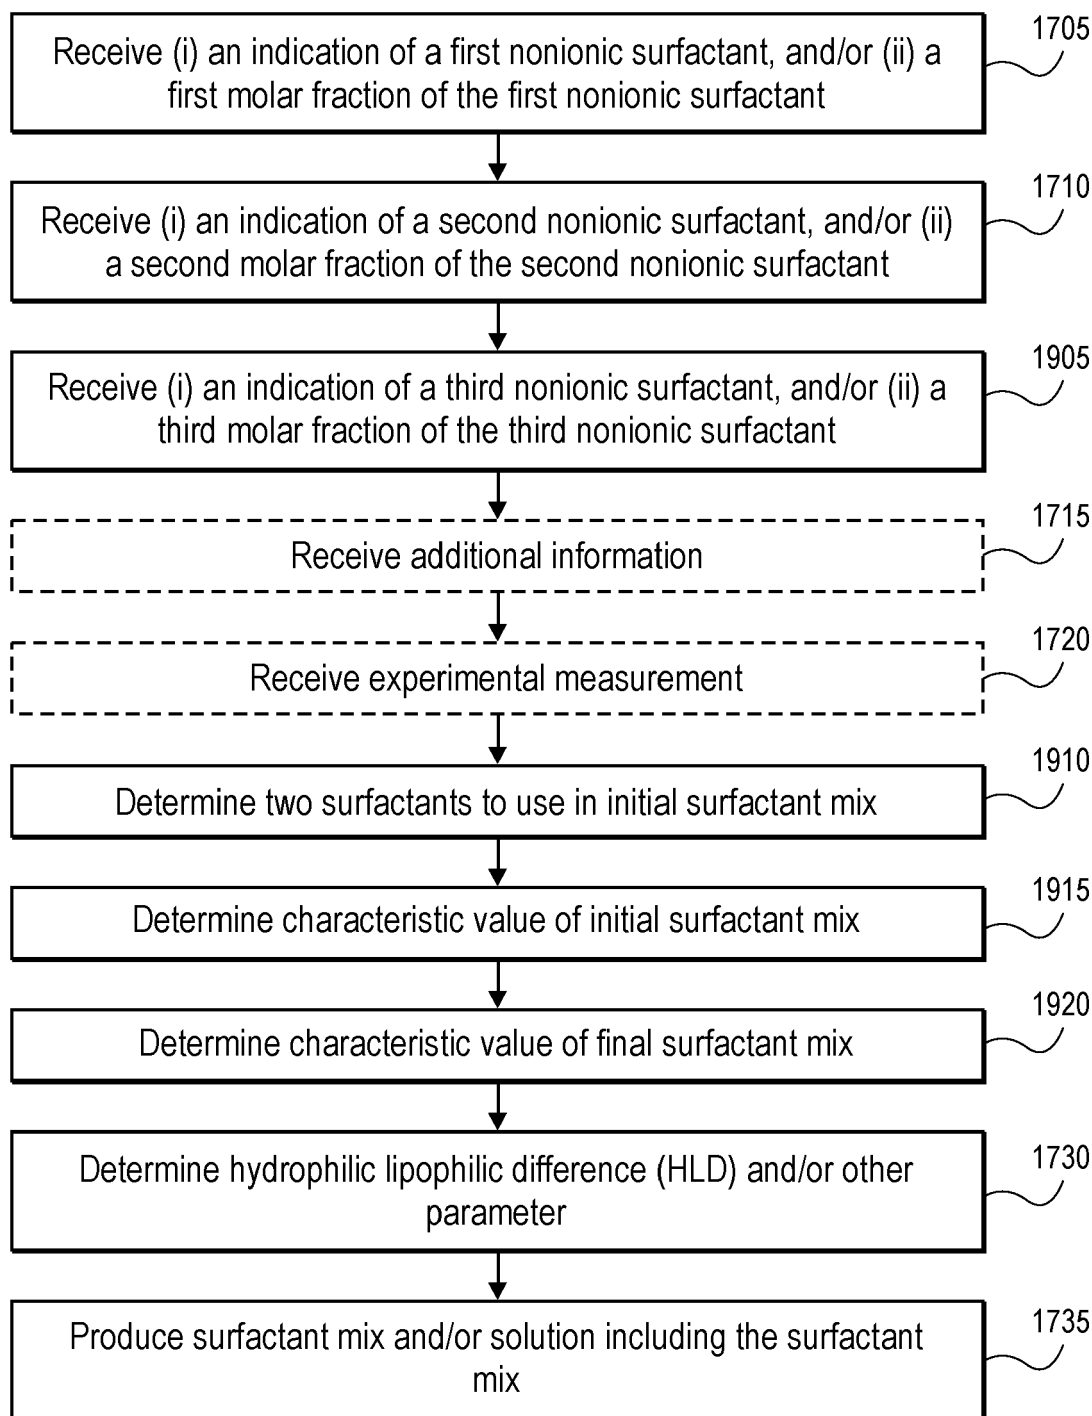 1705
Receive (i) an indication of a first nonionic surfactant, and/or (ii) a
first molar fraction of the first nonionic surfactant
1710
Receive (i) an indication of a second nonionic surfactant, and/or (ii)
a second molar fraction of the second nonionic surfactant
1905
Receive (i) an indication of a third nonionic surfactant, and/or (ii) a
third molar fraction of the third nonionic surfactant
1715
Receive additional information
1720
Receive experimental measurement
1910
Determine two surfactants to use in initial surfactant mix
1915
Determine characteristic value of initial surfactant mix
1920
Determine characteristic value of final surfactant mix
1730
Determine hydrophilic lipophilic difference (HLD) and/or other
parameter
1735
Produce surfactant mix and/or solution including the surfactant
mix